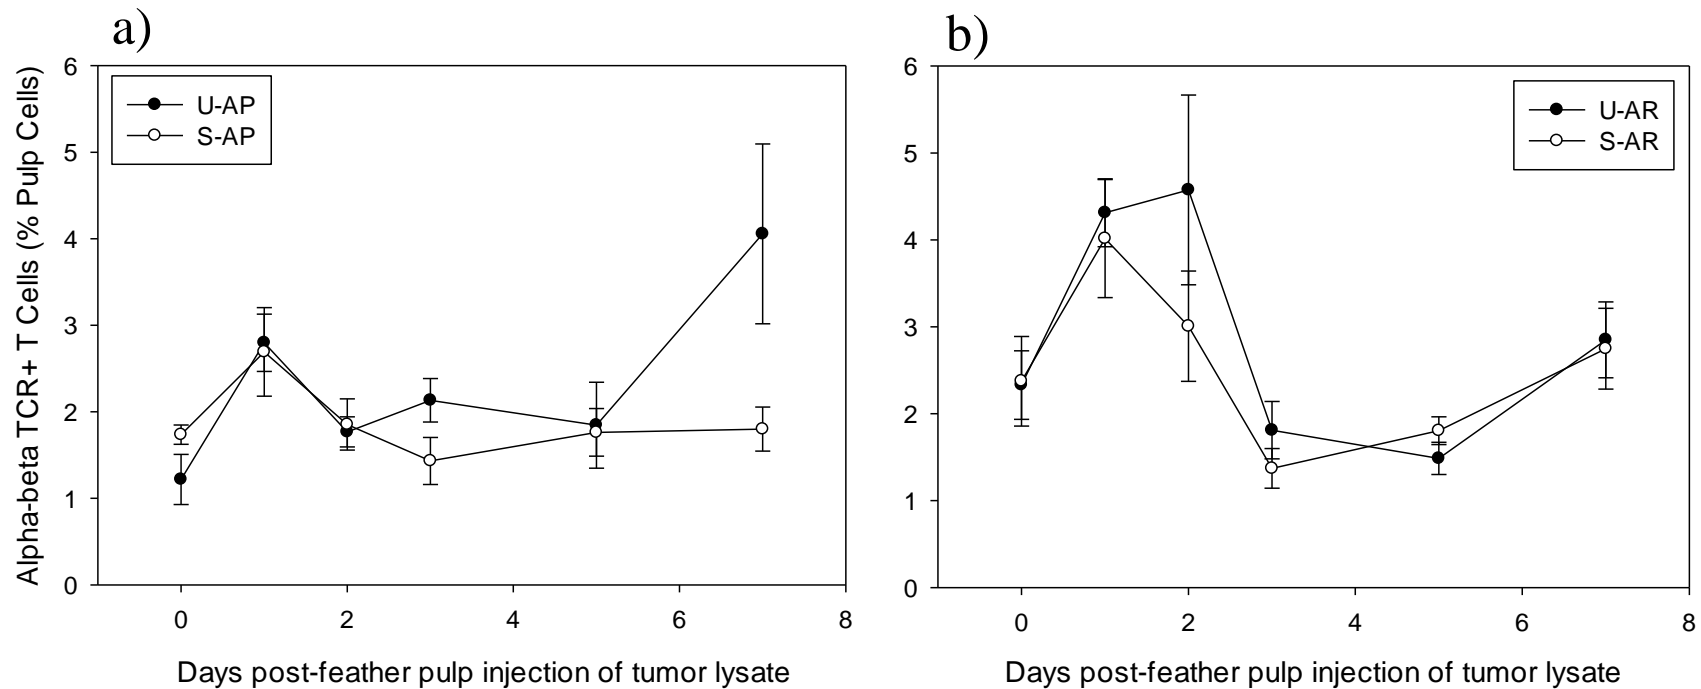 a)
Alpha-beta TCR+ T Cells (% Pulp Cells)
6
5
4
3
2
1
0
U-AP
S-AP
0 2 4 6 8
Days post-feather pulp injection of tumor lysate
b)
6
5
4
3
2
1
0
U-AR
S-AR
0 2 4 6 8
Days post-feather pulp injection of tumor lysate